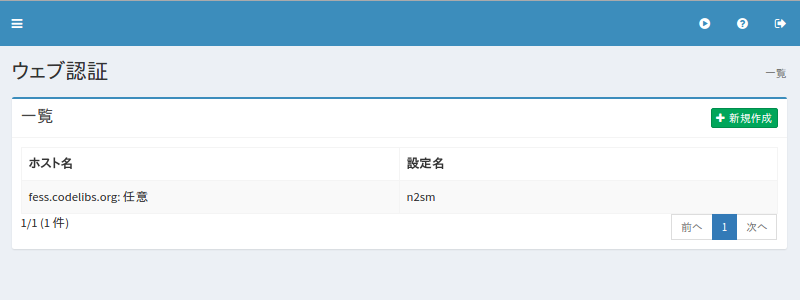 ウェブ認証
一覧
一覧
新規作成
ホスト名 設定名
fess.codelibs.org: 任意 n2sm
1/1 (1 件)
前へ 1 次へ